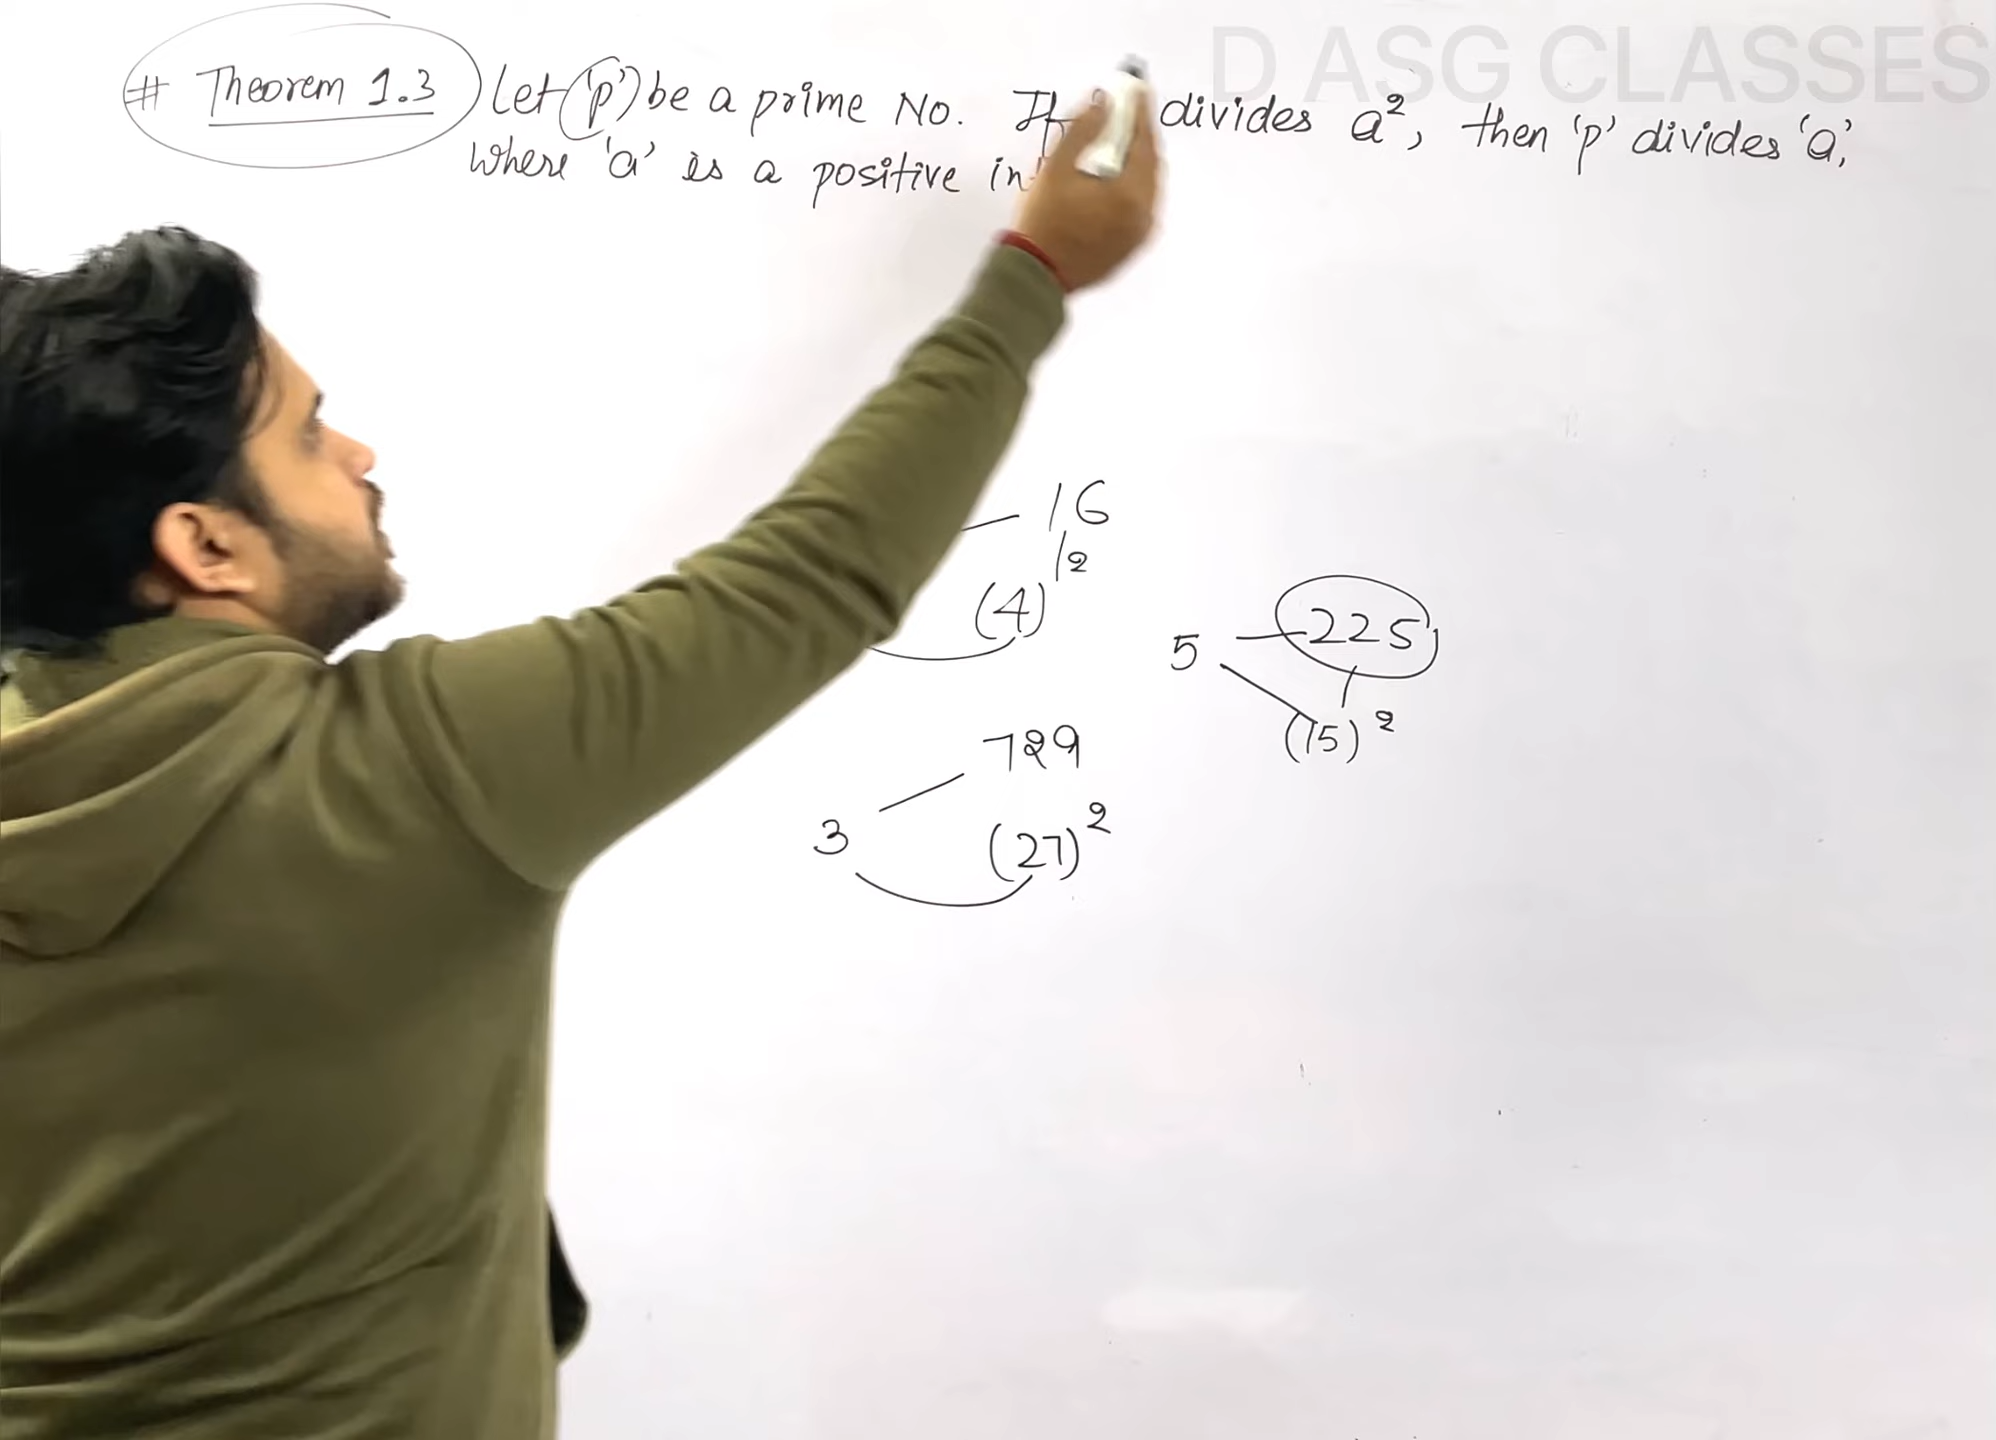 D ASG CLASSES
# Theorem 1.3 Let 'p' be a prime No. If divides a², then 'p' divides 'a',
where 'a' is a positive
16
(4)²
5 225
(15)²
729
3
(27)²